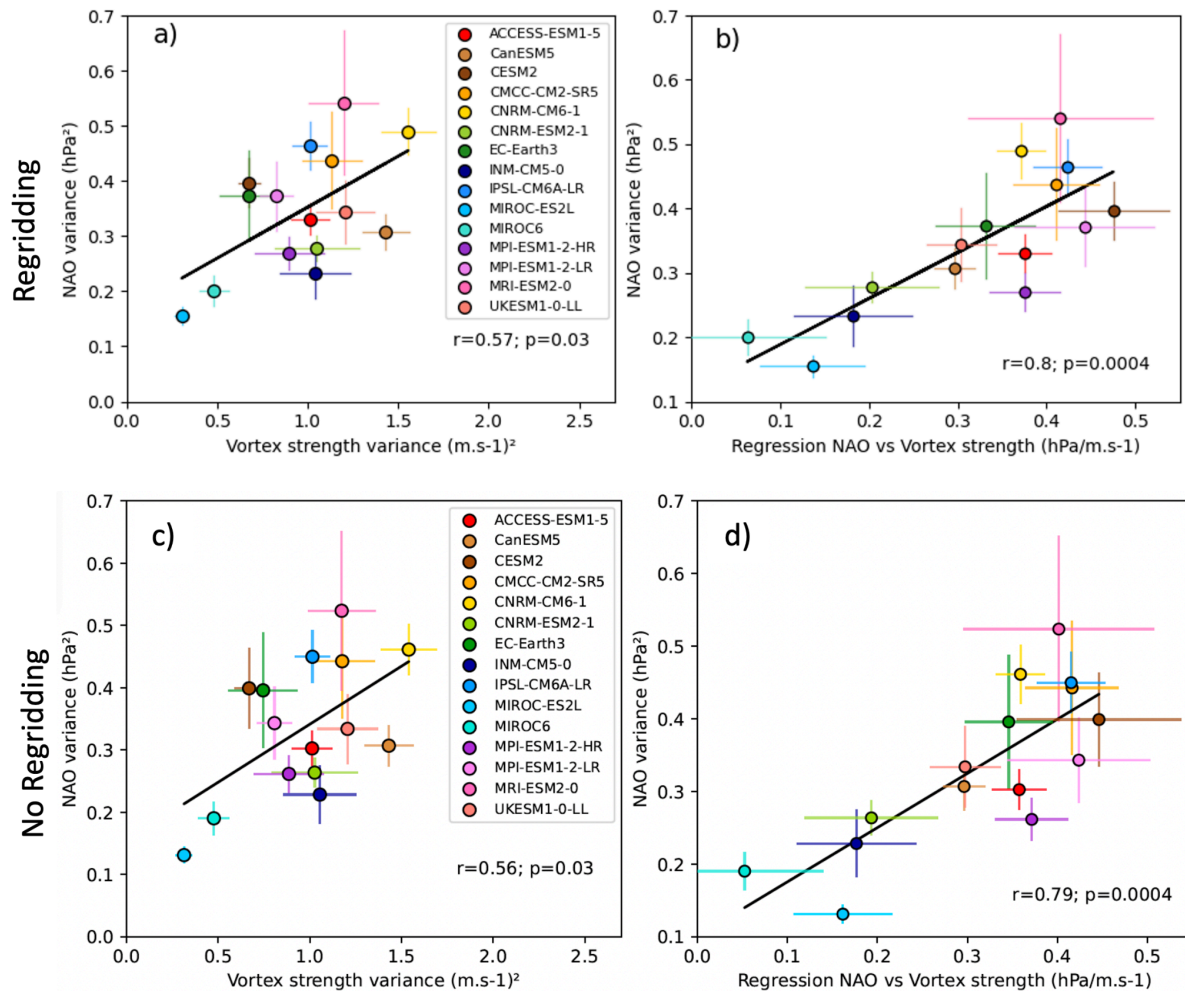 Regridding
a)
0.7
0.6
0.5
0.4
0.3
0.2
0.1
0.0
NAO variance (hPa²)
ACCESS-ESM1-5
CanESM5
CESM2
CMCC-CM2-SR5
CNRM-CM6-1
CNRM-ESM2-1
EC-Earth3
INM-CM5-0
IPSL-CM6A-LR
MIROC-ES2L
MIROC6
MPI-ESM1-2-HR
MPI-ESM1-2-LR
MRI-ESM2-0
UKESM1-0-LL
r=0.57; p=0.03
0.0 0.5 1.0 1.5 2.0 2.5
Vortex strength variance (m.s-1)²
b)
0.7
0.6
0.5
0.4
0.3
0.2
0.1
NAO variance (hPa²)
r=0.8; p=0.0004
0.0 0.1 0.2 0.3 0.4 0.5
Regression NAO vs Vortex strength (hPa/m.s-1)
No Regridding
c)
0.7
0.6
0.5
0.4
0.3
0.2
0.1
0.0
NAO variance (hPa²)
ACCESS-ESM1-5
CanESM5
CESM2
CMCC-CM2-SR5
CNRM-CM6-1
CNRM-ESM2-1
EC-Earth3
INM-CM5-0
IPSL-CM6A-LR
MIROC-ES2L
MIROC6
MPI-ESM1-2-HR
MPI-ESM1-2-LR
MRI-ESM2-0
UKESM1-0-LL
r=0.56; p=0.03
0.0 0.5 1.0 1.5 2.0 2.5
Vortex strength variance (m.s-1)²
d)
0.7
0.6
0.5
0.4
0.3
0.2
0.1
NAO variance (hPa²)
r=0.79; p=0.0004
0.0 0.1 0.2 0.3 0.4 0.5
Regression NAO vs Vortex strength (hPa/m.s-1)